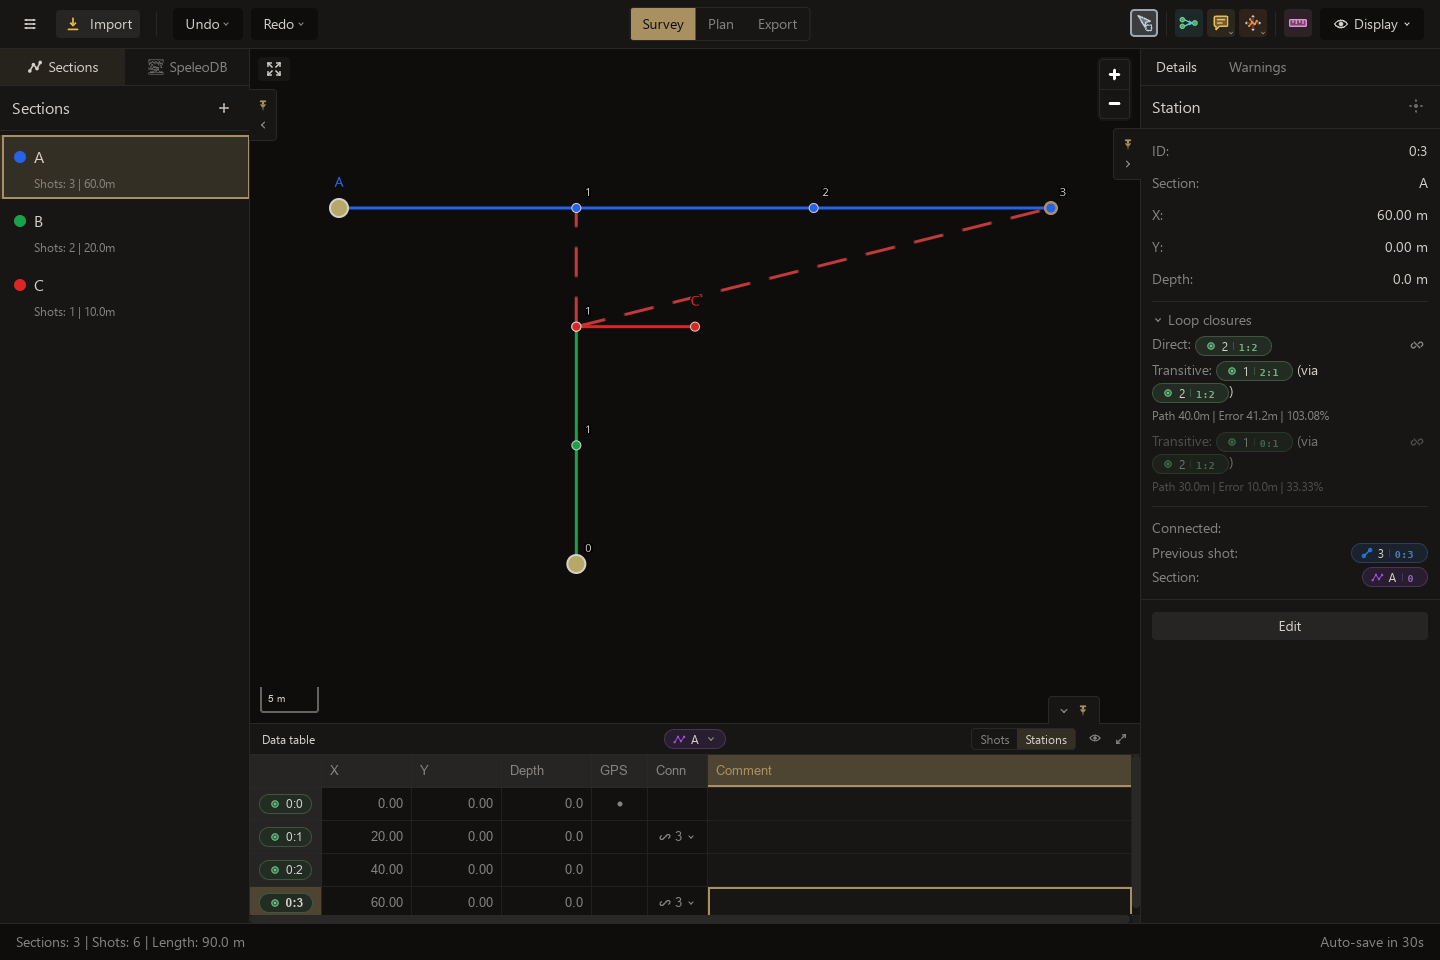 Import
Undo
Redo
Survey
Plan
Export
Display
Sections
SpeleoDB
Sections
A
Shots: 3 | 60.0m
B
Shots: 2 | 20.0m
C
Shots: 1 | 10.0m
A
1
2
3
1
C
1
0
5 m
Details
Warnings
Station
ID:
0:3
Section:
A
X:
60.00 m
Y:
0.00 m
Depth:
0.0 m
Loop closures
Direct: 2 | 1:2
Transitive: 1 | 2:1 (via
2 | 1:2)
Path 40.0m | Error 41.2m | 103.08%
Transitive: 1 | 0:1 (via
2 | 1:2)
Path 30.0m | Error 10.0m | 33.33%
Connected:
Previous shot:
3 | 0:3
Section:
A | 0
Edit
Data table
A
Shots
Stations
X Y Depth GPS Conn Comment
0:0 0.00 0.00 0.0 •
0:1 20.00 0.00 0.0 3
0:2 40.00 0.00 0.0
0:3 60.00 0.00 0.0 3
Sections: 3 | Shots: 6 | Length: 90.0 m
Auto-save in 30s